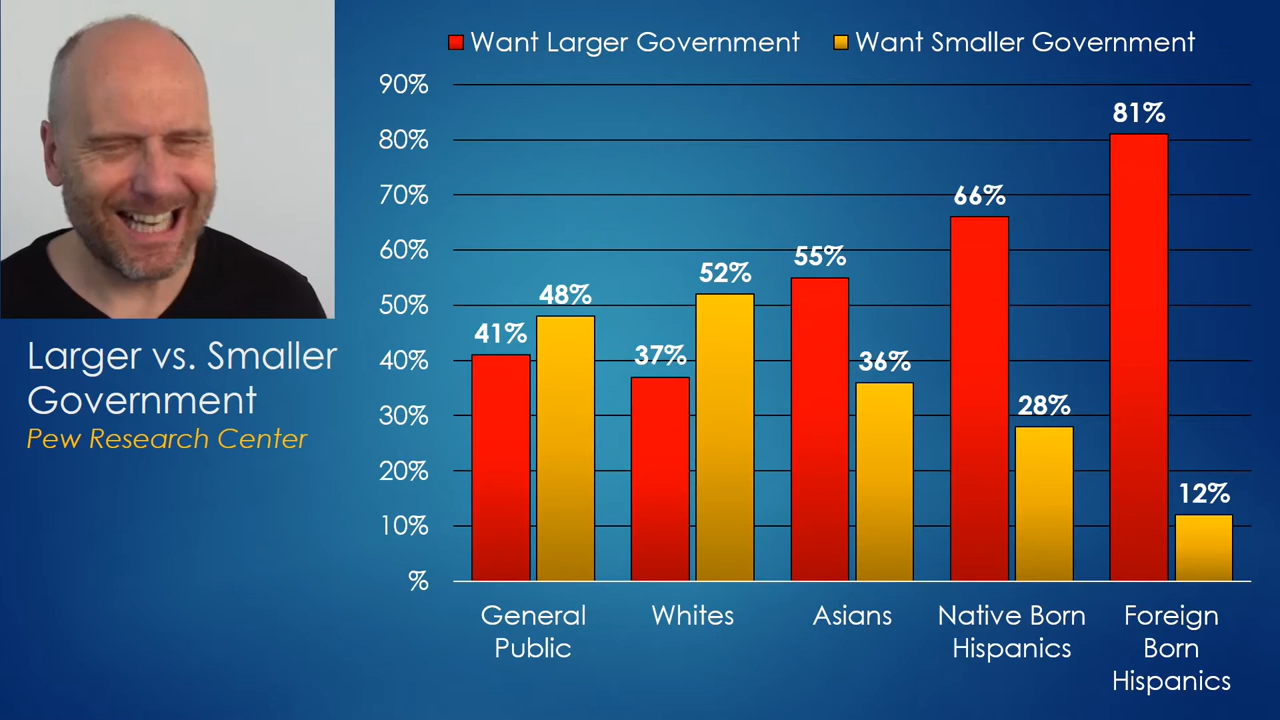 Want Larger Government
Want Smaller Government
90%
80%
70%
60%
50%
40%
30%
20%
10%
%
41%
48%
37%
52%
55%
36%
66%
28%
81%
12%
General
Public
Whites
Asians
Native Born
Hispanics
Foreign
Born
Hispanics
Larger vs. Smaller
Government
Pew Research Center